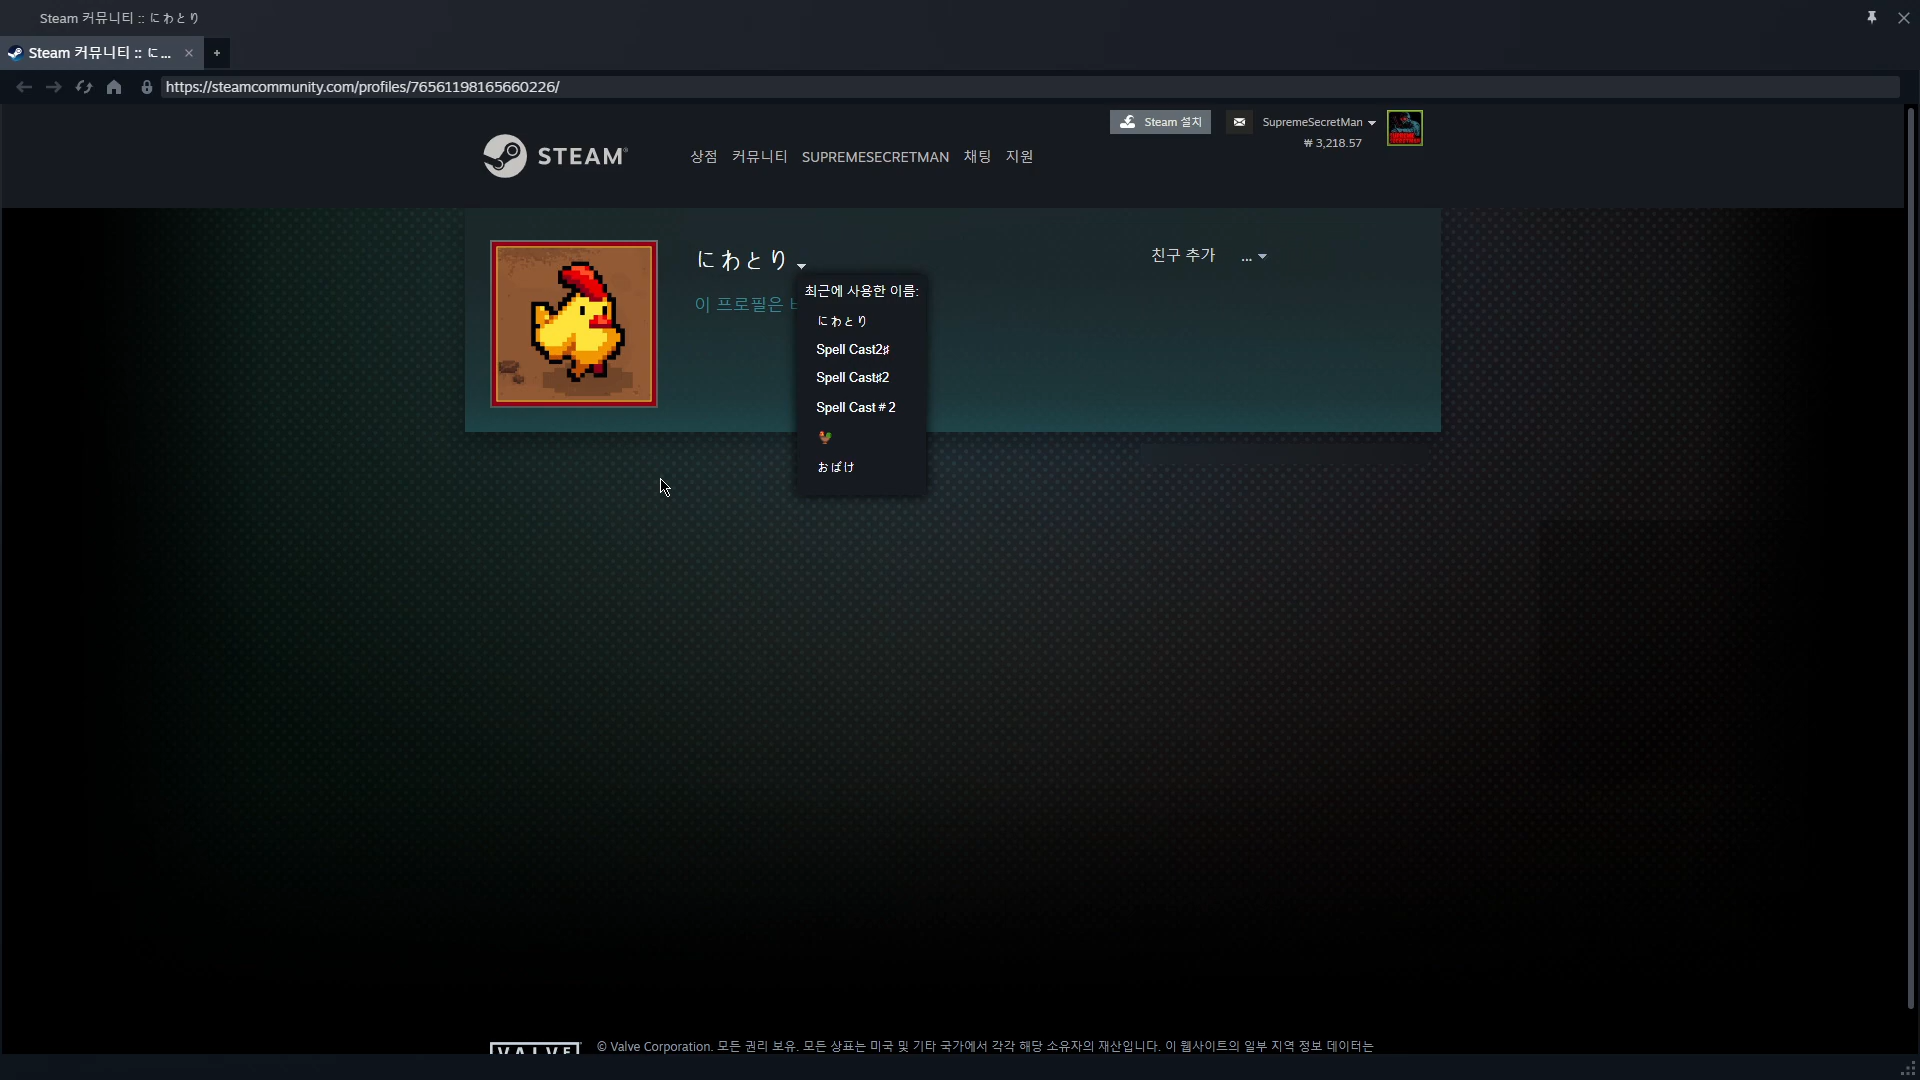 Steam 커뮤니티 :: にわとり
Steam 커뮤니티 :: に...
https://steamcommunity.com/profiles/76561198165660226/
Steam 설치
SupremeSecretMan
₩ 3,218.57
STEAM®
상점 커뮤니티 SUPREMESECRETMAN 채팅 지원
にわとり
친구 추가 ...
이 프로필은
최근에 사용한 이름:
にわとり
Spell Cast2♯
Spell Cast♯2
Spell Cast＃2
🐓
おばけ
VALVE
© Valve Corporation. 모든 권리 보유. 모든 상표는 미국 및 기타 국가에서 각각 해당 소유자의 재산입니다. 이 웹사이트의 일부 지역 정보 데이터는